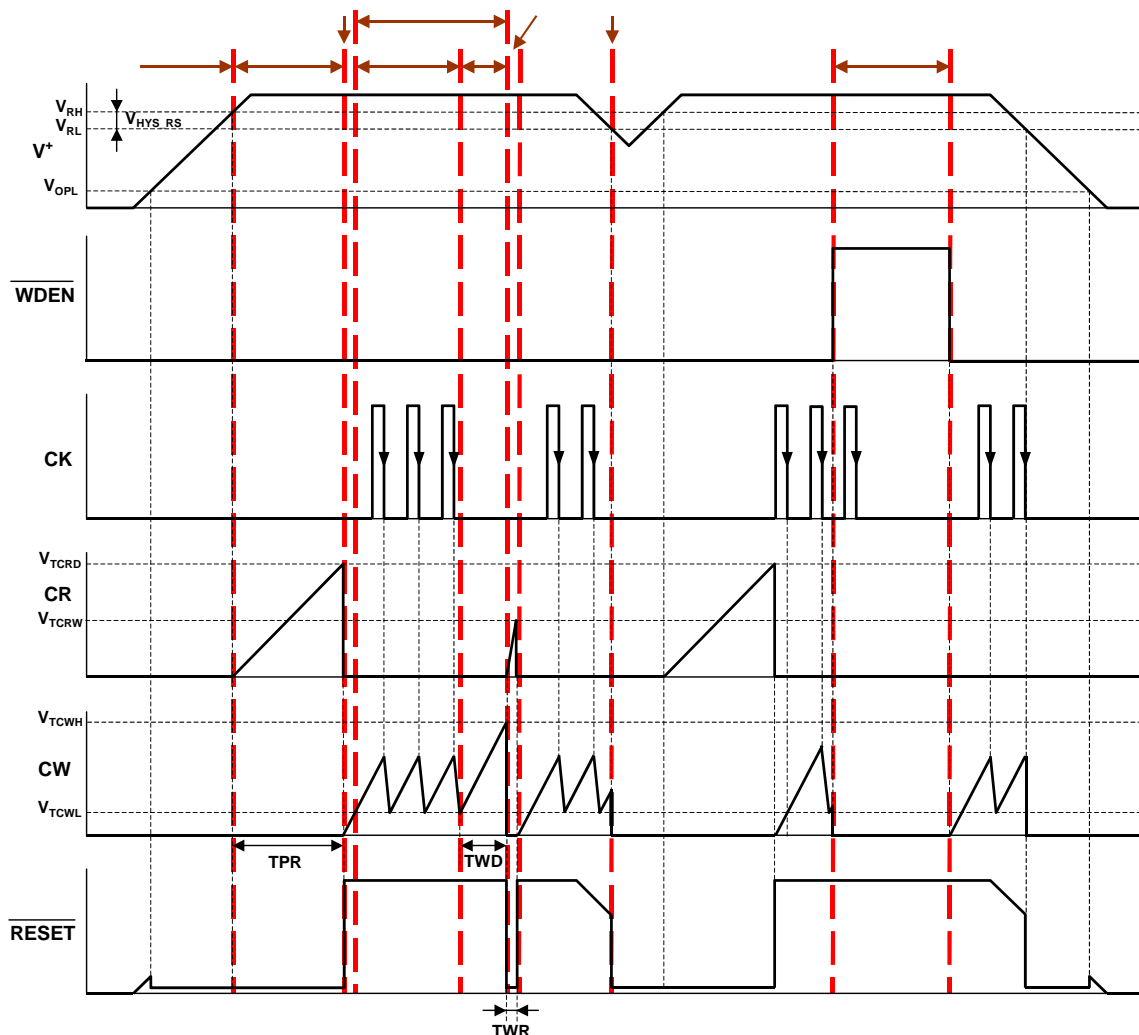 VRH
VHYS_RS
VRL
V+
VOPL
WDEN
CK
VTCRD
CR
VTCRW
VTCWH
CW
VTCWL
TPR
TWD
RESET
TWR